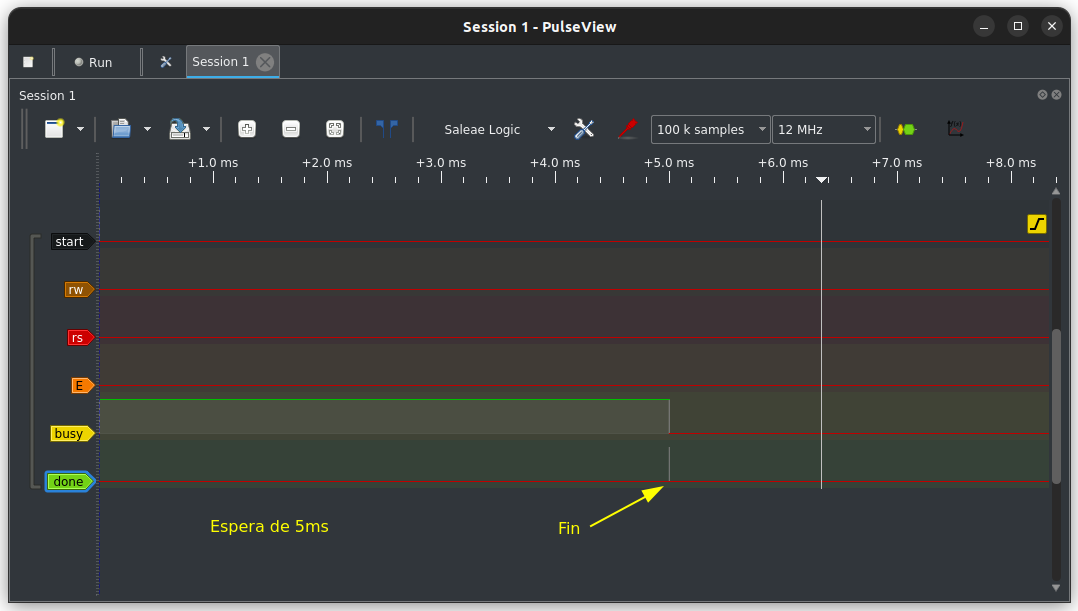 Session 1 - PulseView
Run
Session 1
Session 1
Saleae Logic
100 k samples
12 MHz
+1.0 ms +2.0 ms +3.0 ms +4.0 ms +5.0 ms +6.0 ms +7.0 ms +8.0 ms
start
rw
rs
E
busy
done
Espera de 5ms
Fin